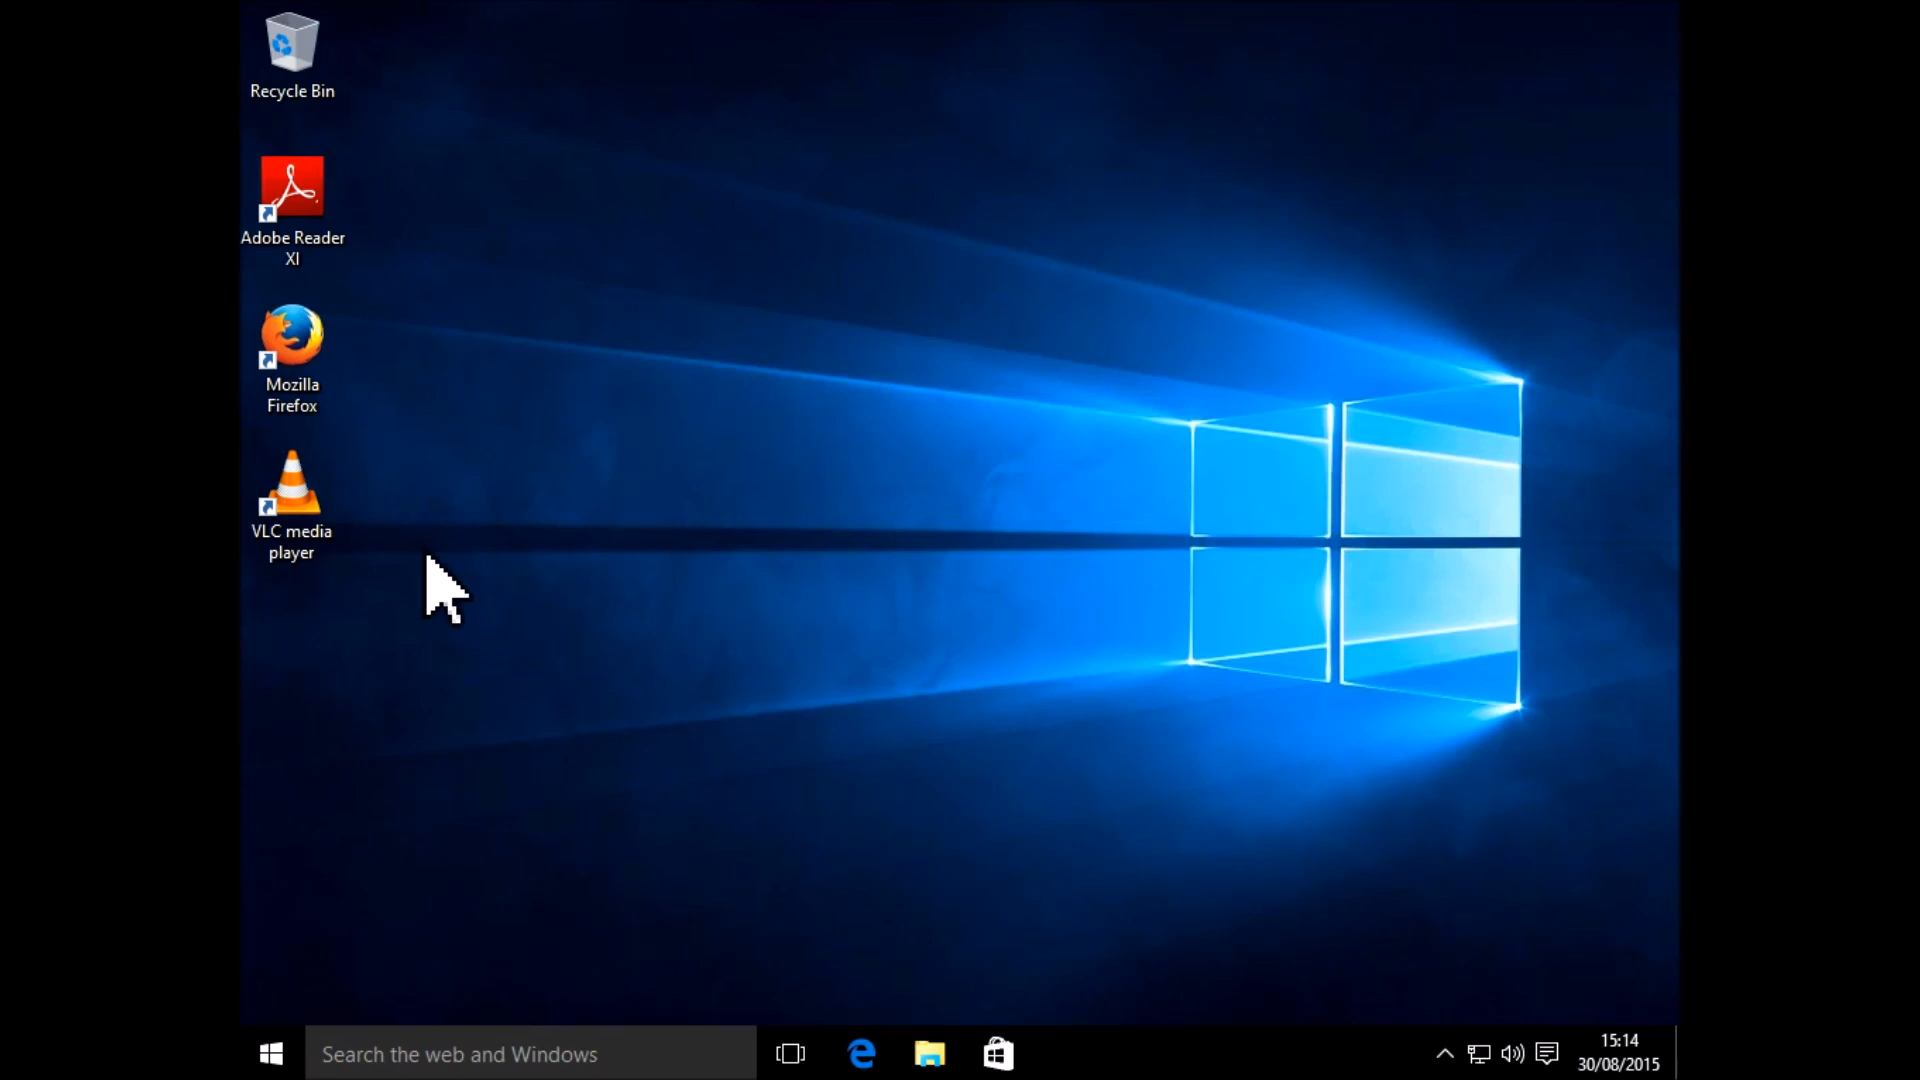 Recycle Bin
Adobe Reader
XI
Mozilla
Firefox
VLC media
player
Search the web and Windows
15:14
30/08/2015